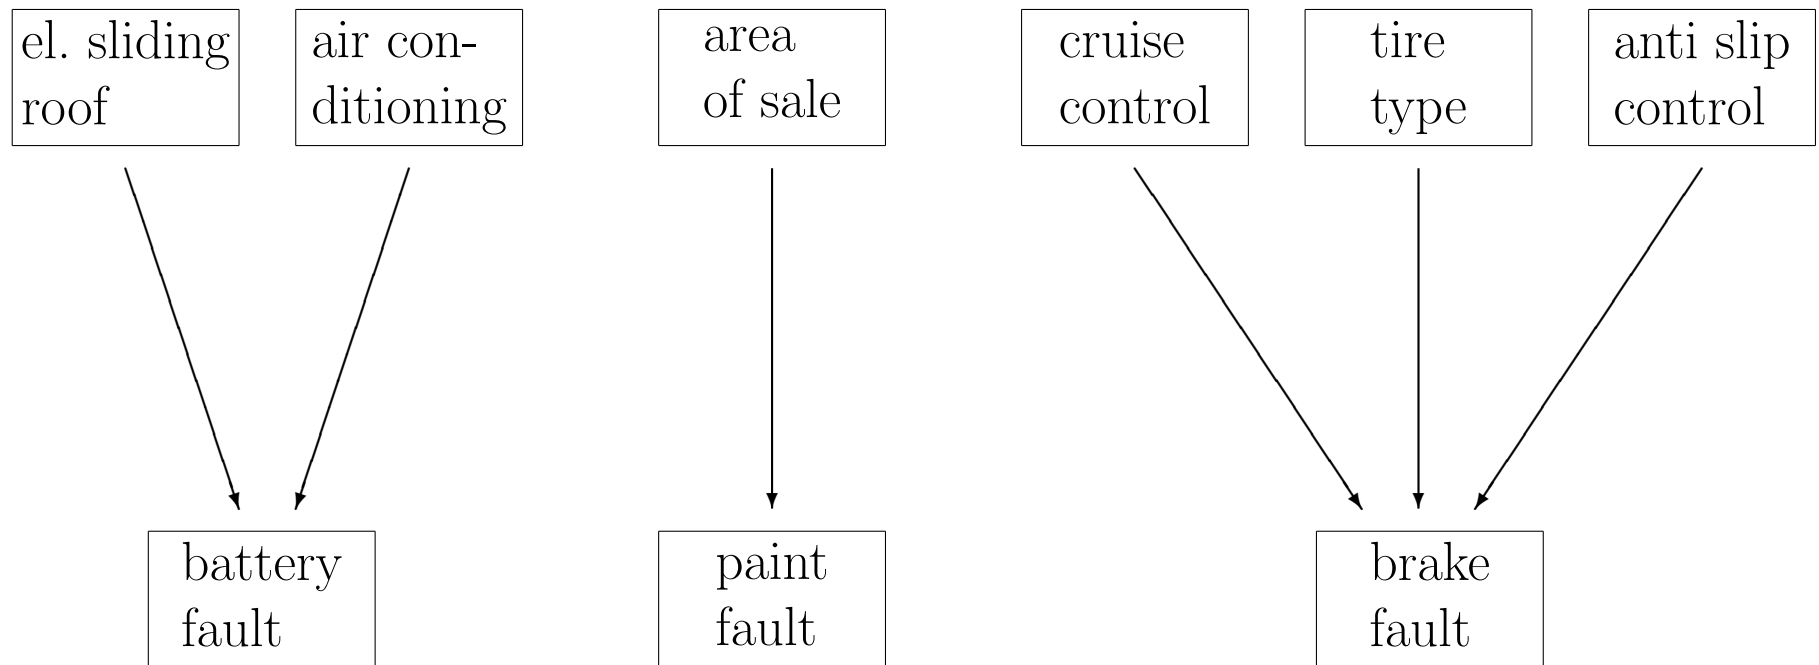 el. sliding
roof
air con-
ditioning
area
of sale
cruise
control
tire
type
anti slip
control
battery
fault
paint
fault
brake
fault